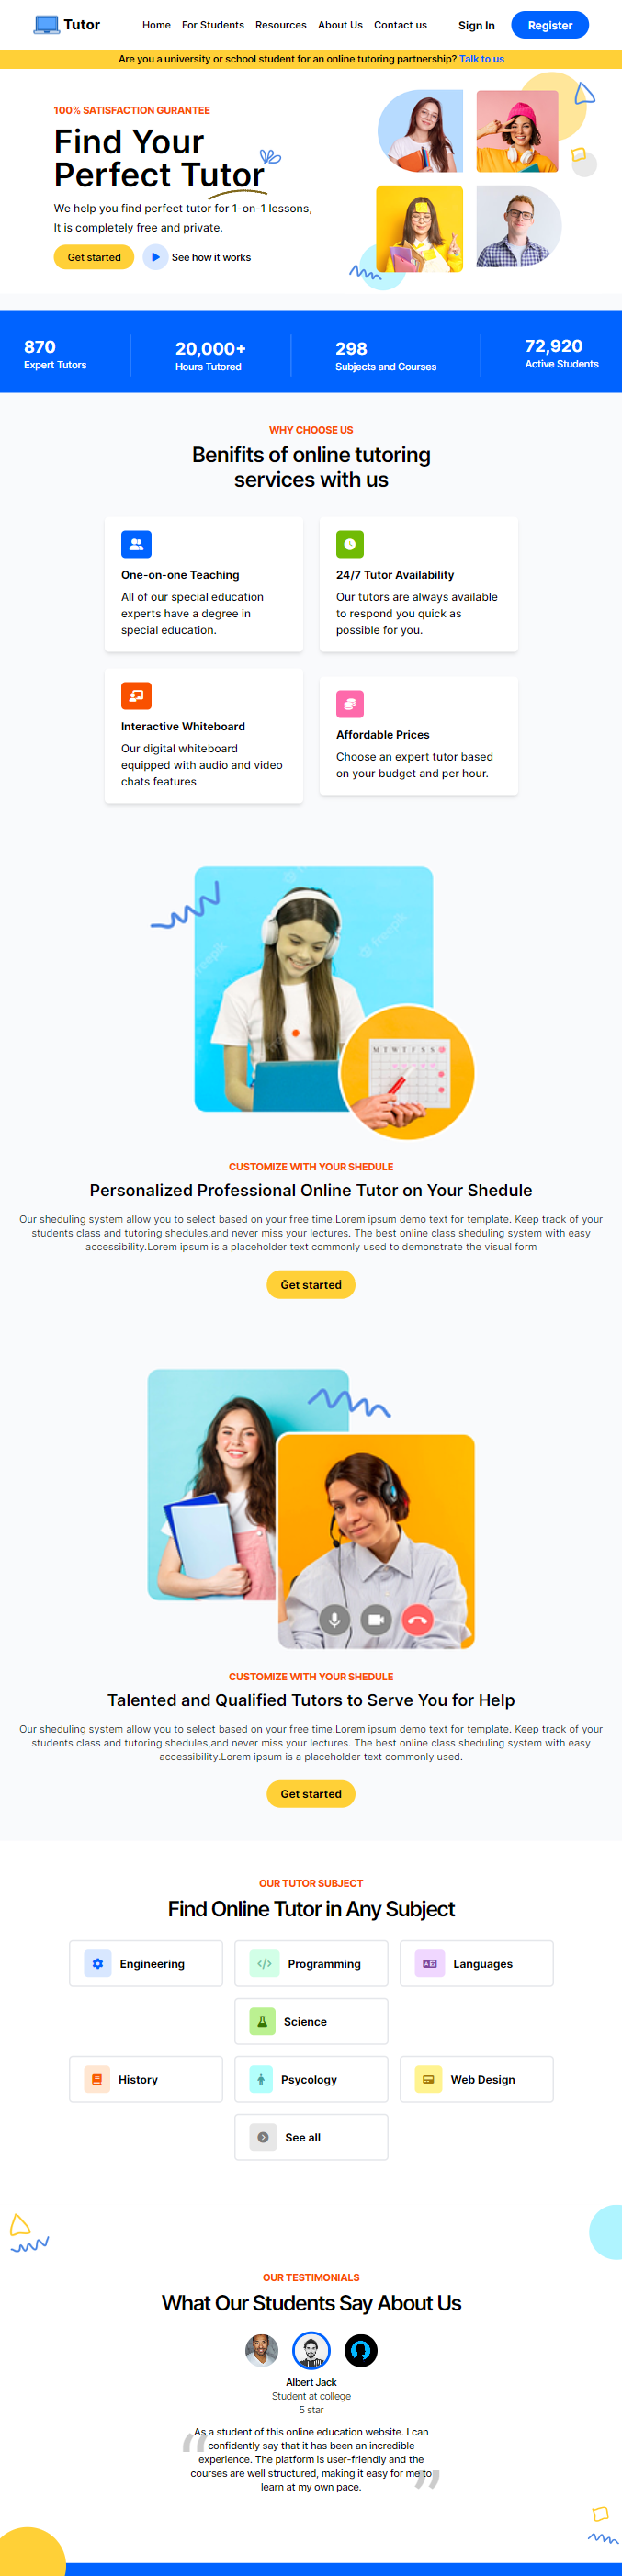 Tutor
Home For Students Resources About Us Contact us Sign In Register
Are you a university or school student for an online tutoring partnership? Talk to us
100% SATISFACTION GURANTEE
Find Your
Perfect Tutor
We help you find perfect tutor for 1-on-1 lessons,
It is completely free and private.
Get started See how it works
870
Expert Tutors
20,000+
Hours Tutored
298
Subjects and Courses
72,920
Active Students
WHY CHOOSE US
Benifits of online tutoring
services with us
One-on-one Teaching
All of our special education
experts have a degree in
special education.
24/7 Tutor Availability
Our tutors are always available
to respond you quick as
possible for you.
Interactive Whiteboard
Our digital whiteboard
equipped with audio and video
chats features
Affordable Prices
Choose an expert tutor based
on your budget and per hour.
freepik
freepik
M T W T F S S
CUSTOMIZE WITH YOUR SHEDULE
Personalized Professional Online Tutor on Your Shedule
Our sheduling system allow you to select based on your free time.Lorem ipsum demo text for template. Keep track of your
students class and tutoring shedules,and never miss your lectures. The best online class sheduling system with easy
accessibility.Lorem ipsum is a placeholder text commonly used to demonstrate the visual form
Get started
CUSTOMIZE WITH YOUR SHEDULE
Talented and Qualified Tutors to Serve You for Help
Our sheduling system allow you to select based on your free time.Lorem ipsum demo text for template. Keep track of your
students class and tutoring shedules,and never miss your lectures. The best online class sheduling system with easy
accessibility.Lorem ipsum is a placeholder text commonly used.
Get started
OUR TUTOR SUBJECT
Find Online Tutor in Any Subject
Engineering Programming Languages
Science
History Psycology Web Design
See all
OUR TESTIMONIALS
What Our Students Say About Us
Albert Jack
Student at college
5 star
“ As a student of this online education website. I can
confidently say that it has been an incredible
experience. The platform is user-friendly and the
courses are well structured, making it easy for me to
learn at my own pace. ”